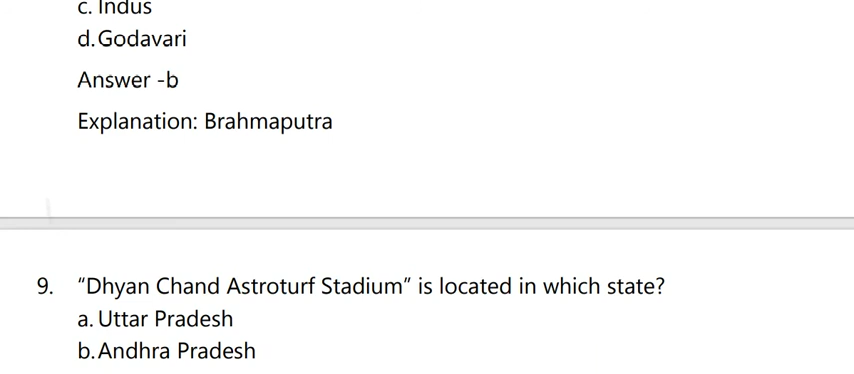 c. Indus
d.Godavari
Answer -b
Explanation: Brahmaputra
9. “Dhyan Chand Astroturf Stadium” is located in which state?
a. Uttar Pradesh
b.Andhra Pradesh